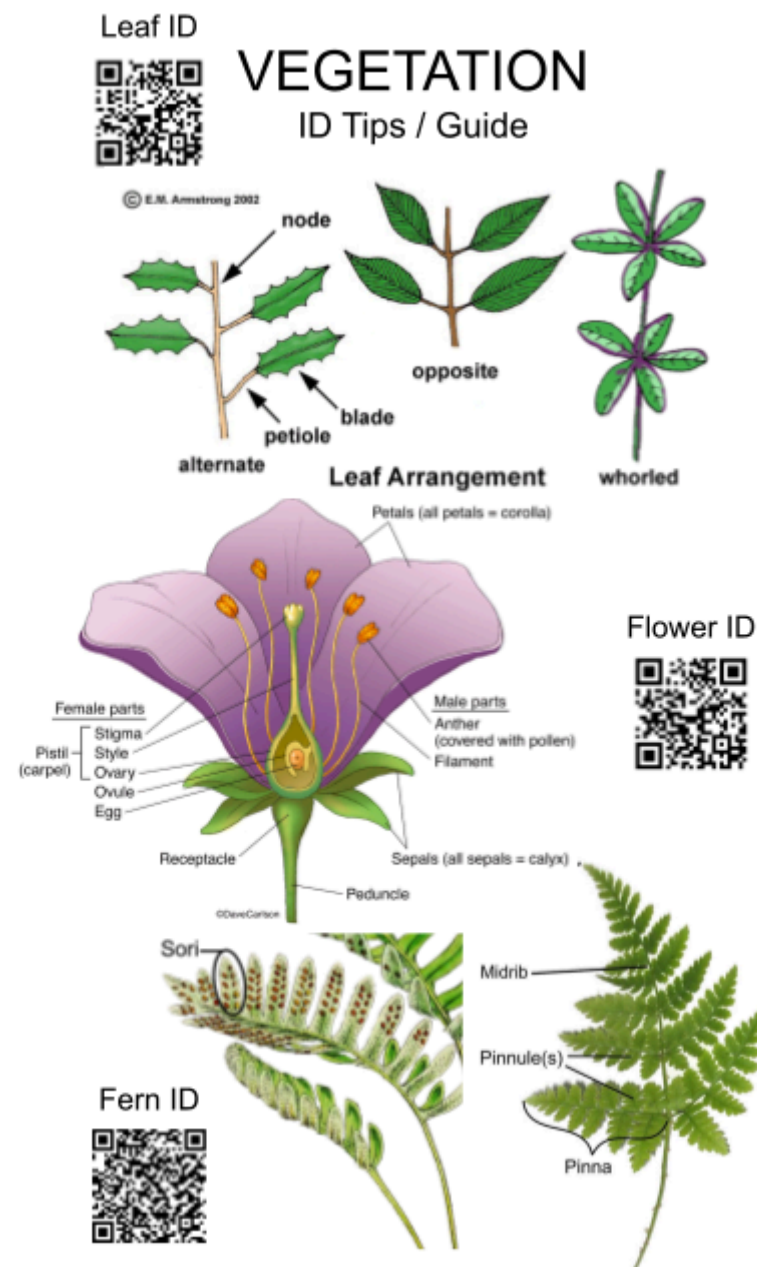 Leaf ID
VEGETATION
ID Tips / Guide
© E.M. Armstrong 2002
node
opposite
blade
petiole
alternate
Leaf Arrangement
whorled
Petals (all petals = corolla)
Flower ID
Female parts
Stigma
Pistil
(carpel)
Style
Ovary
Ovule
Egg
Male parts
Anther
(covered with pollen)
Filament
Receptacle
Sepals (all sepals = calyx)
Peduncle
©DaveCarlson
Sori
Midrib
Pinnule(s)
Fern ID
Pinna